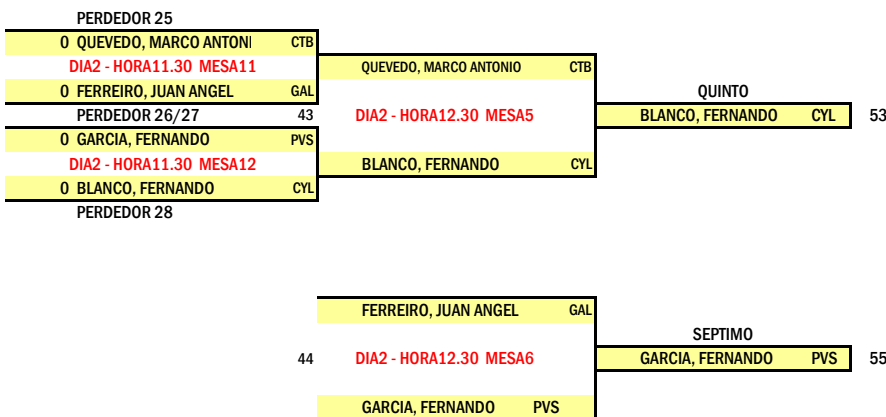 PERDEDOR 25
0 QUEVEDO, MARCO ANTONI CTB
DIA2 - HORA11.30 MESA11
QUEVEDO, MARCO ANTONIO CTB
0 FERREIRO, JUAN ANGEL GAL
QUINTO
PERDEDOR 26/27 43
DIA2 - HORA12.30 MESA5
BLANCO, FERNANDO CYL 53
0 GARCIA, FERNANDO PVS
DIA2 - HORA11.30 MESA12
BLANCO, FERNANDO CYL
0 BLANCO, FERNANDO CYL
PERDEDOR 28
FERREIRO, JUAN ANGEL GAL
SEPTIMO
44 DIA2 - HORA12.30 MESA6
GARCIA, FERNANDO PVS 55
GARCIA, FERNANDO PVS